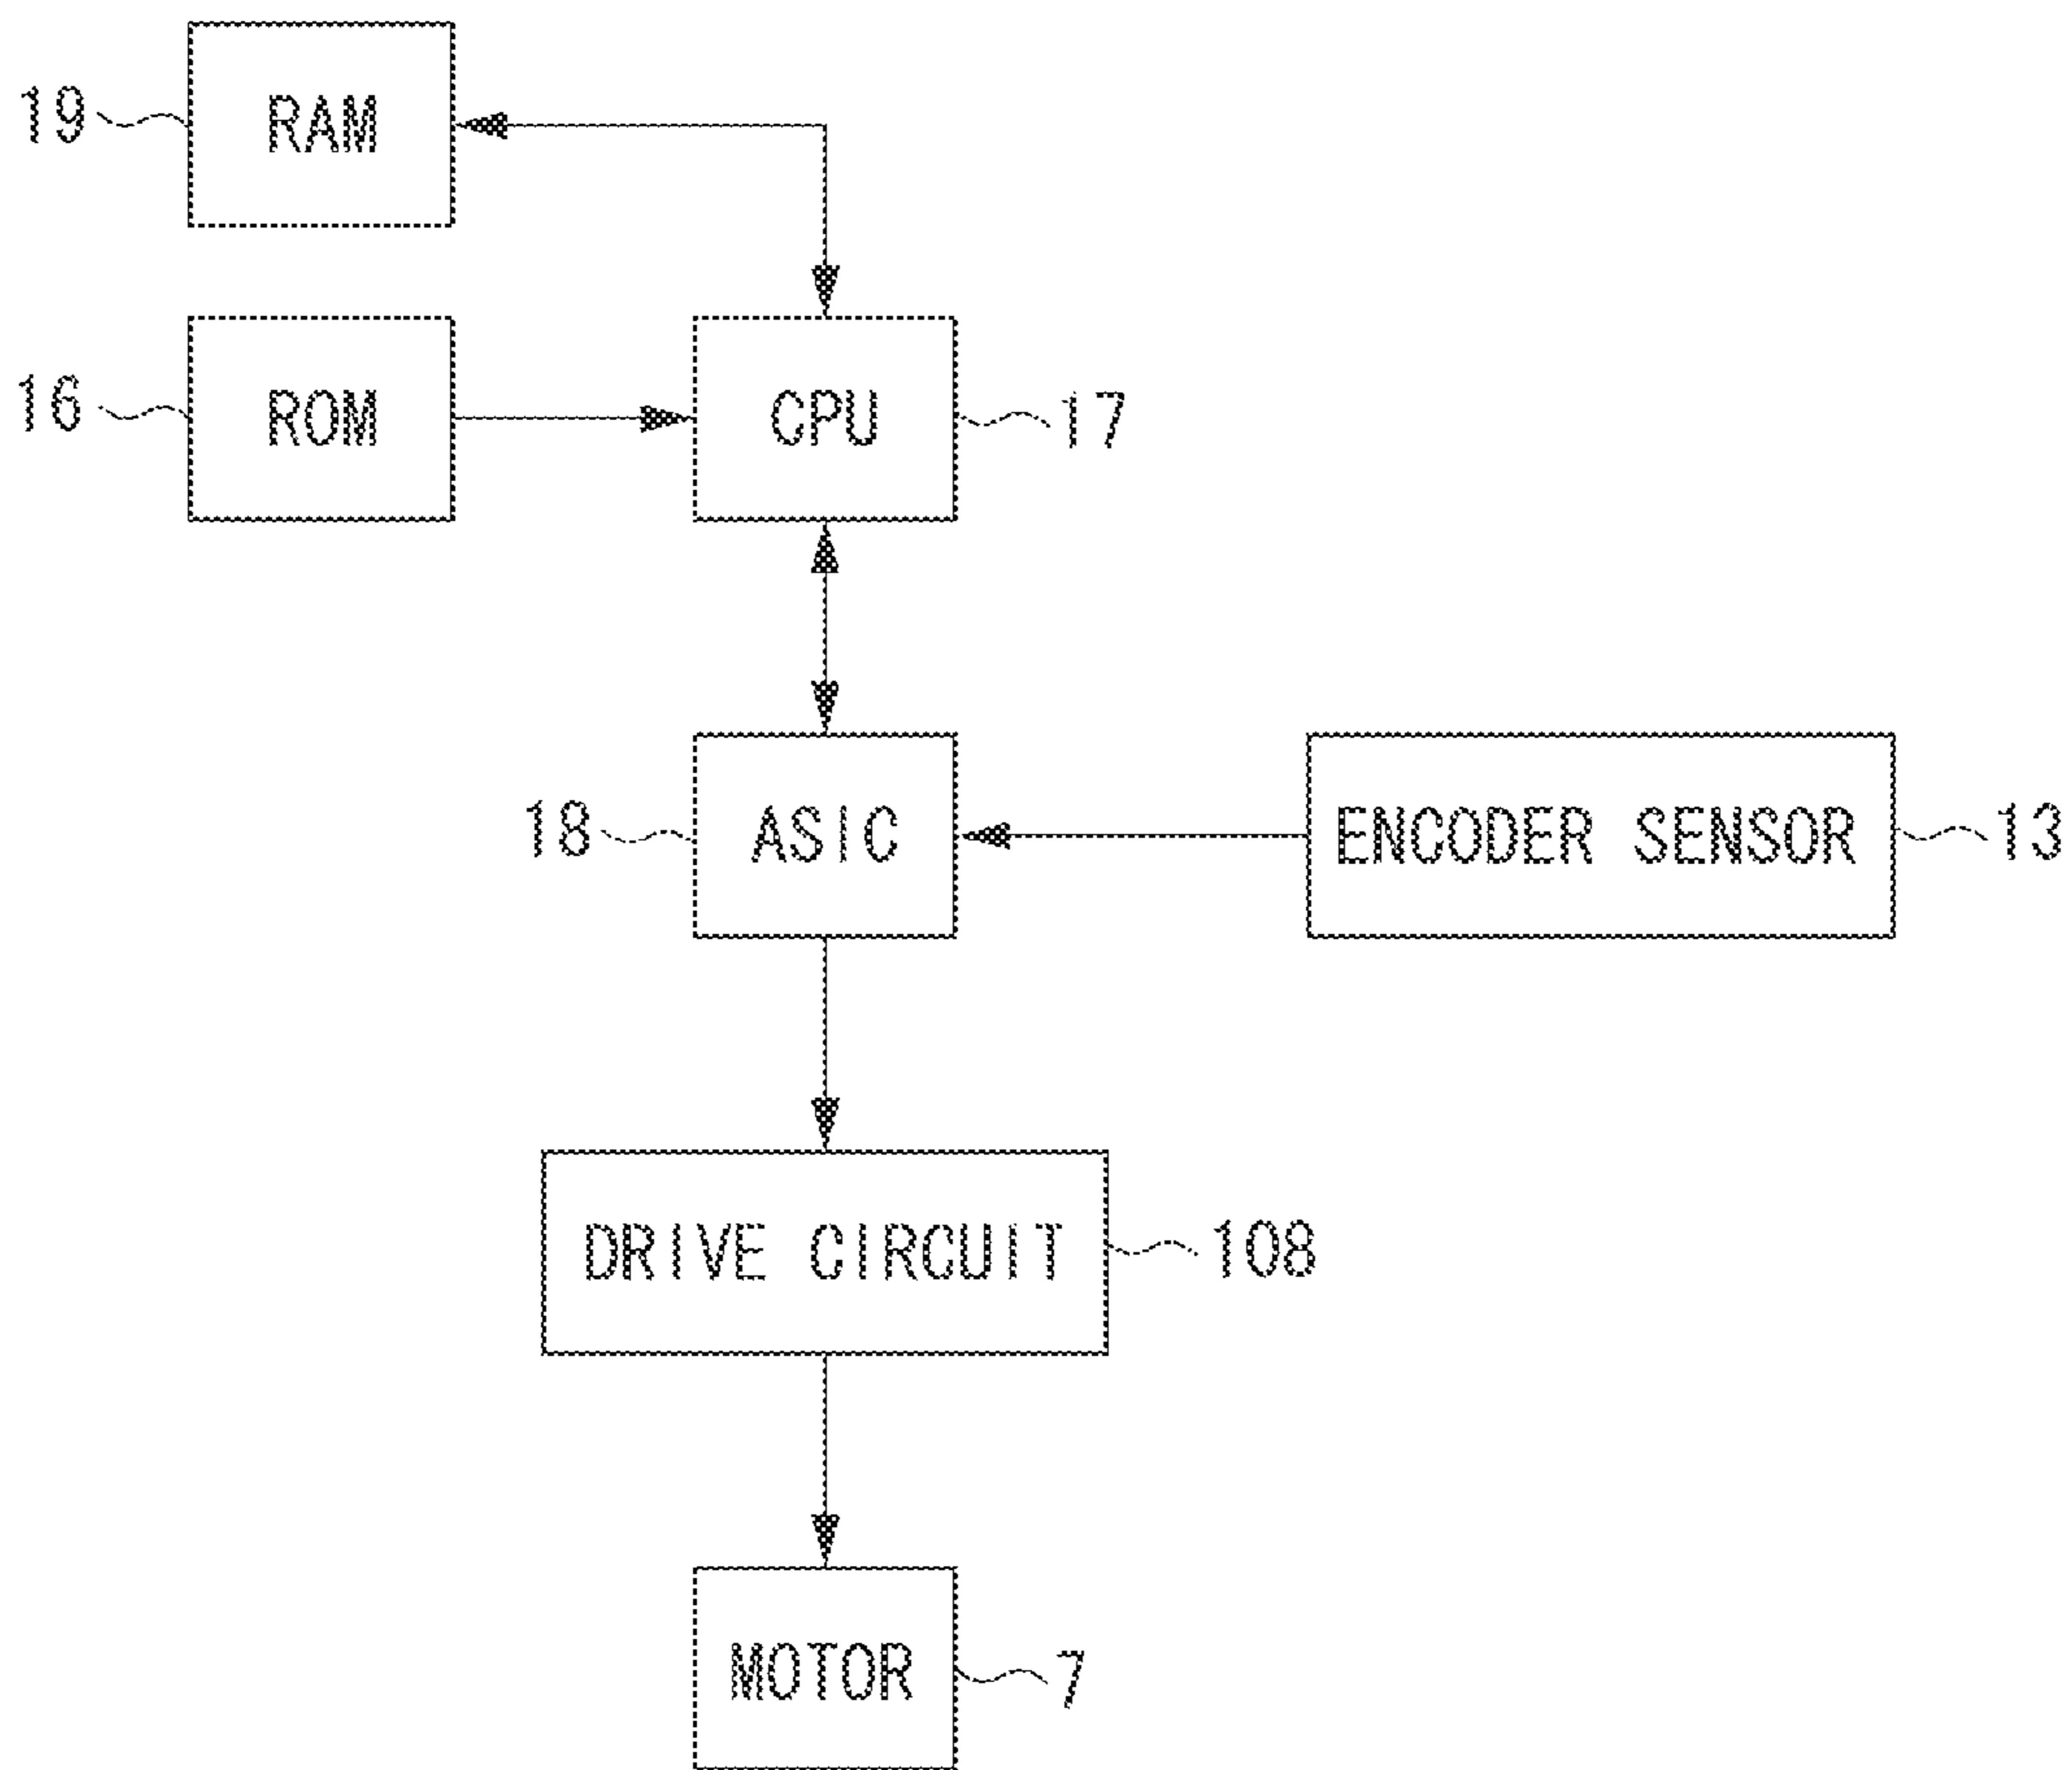 19 RAM
16 ROM CPU 17
18 ASIC ENCODER SENSOR 13
DRIVE CIRCUIT 108
MOTOR 7